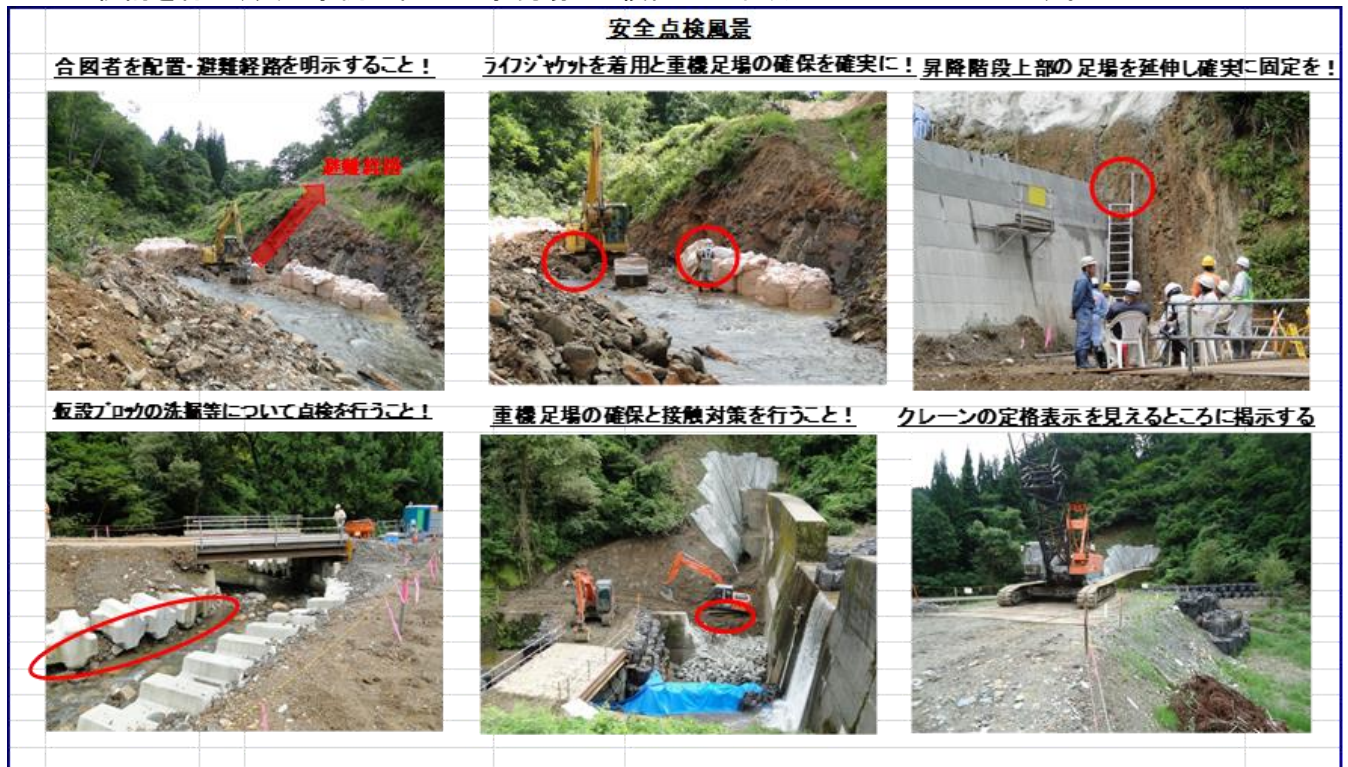 安全点検風景
合図者を配置・避難経路を明示すること!
ライフジャケットを着用と重機足場の確保を確実に!
昇降階段上部の足場を延伸し確実に固定を!
避難経路
仮設ブロックの洗掘等について点検を行うこと!
重機足場の確保と接触対策を行うこと!
クレーンの定格表示を見えるところに掲示する